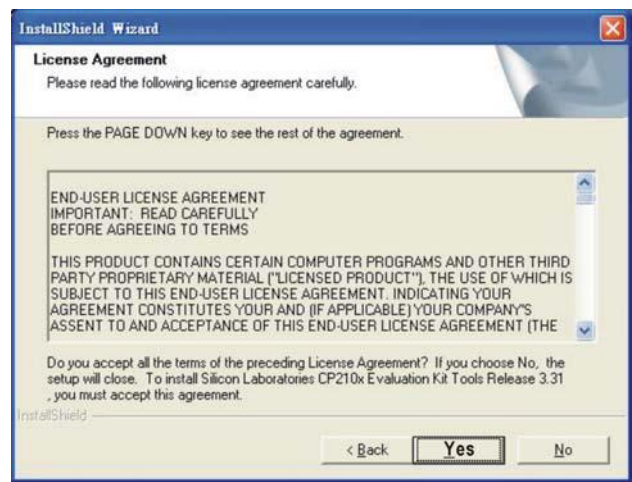 InstallShield Wizard
License Agreement
Please read the following license agreement carefully.
Press the PAGE DOWN key to see the rest of the agreement.
END-USER LICENSE AGREEMENT
IMPORTANT: READ CAREFULLY
BEFORE AGREEING TO TERMS
THIS PRODUCT CONTAINS CERTAIN COMPUTER PROGRAMS AND OTHER THIRD
PARTY PROPRIETARY MATERIAL ("LICENSED PRODUCT"), THE USE OF WHICH IS
SUBJECT TO THIS END-USER LICENSE AGREEMENT. INDICATING YOUR
AGREEMENT CONSTITUTES YOUR AND (IF APPLICABLE) YOUR COMPANY'S
ASSENT TO AND ACCEPTANCE OF THIS END-USER LICENSE AGREEMENT (THE
Do you accept all the terms of the preceding License Agreement? If you choose No, the
setup will close. To install Silicon Laboratories CP210x Evaluation Kit Tools Release 3.31
, you must accept this agreement.
InstallShield
< Back Yes No